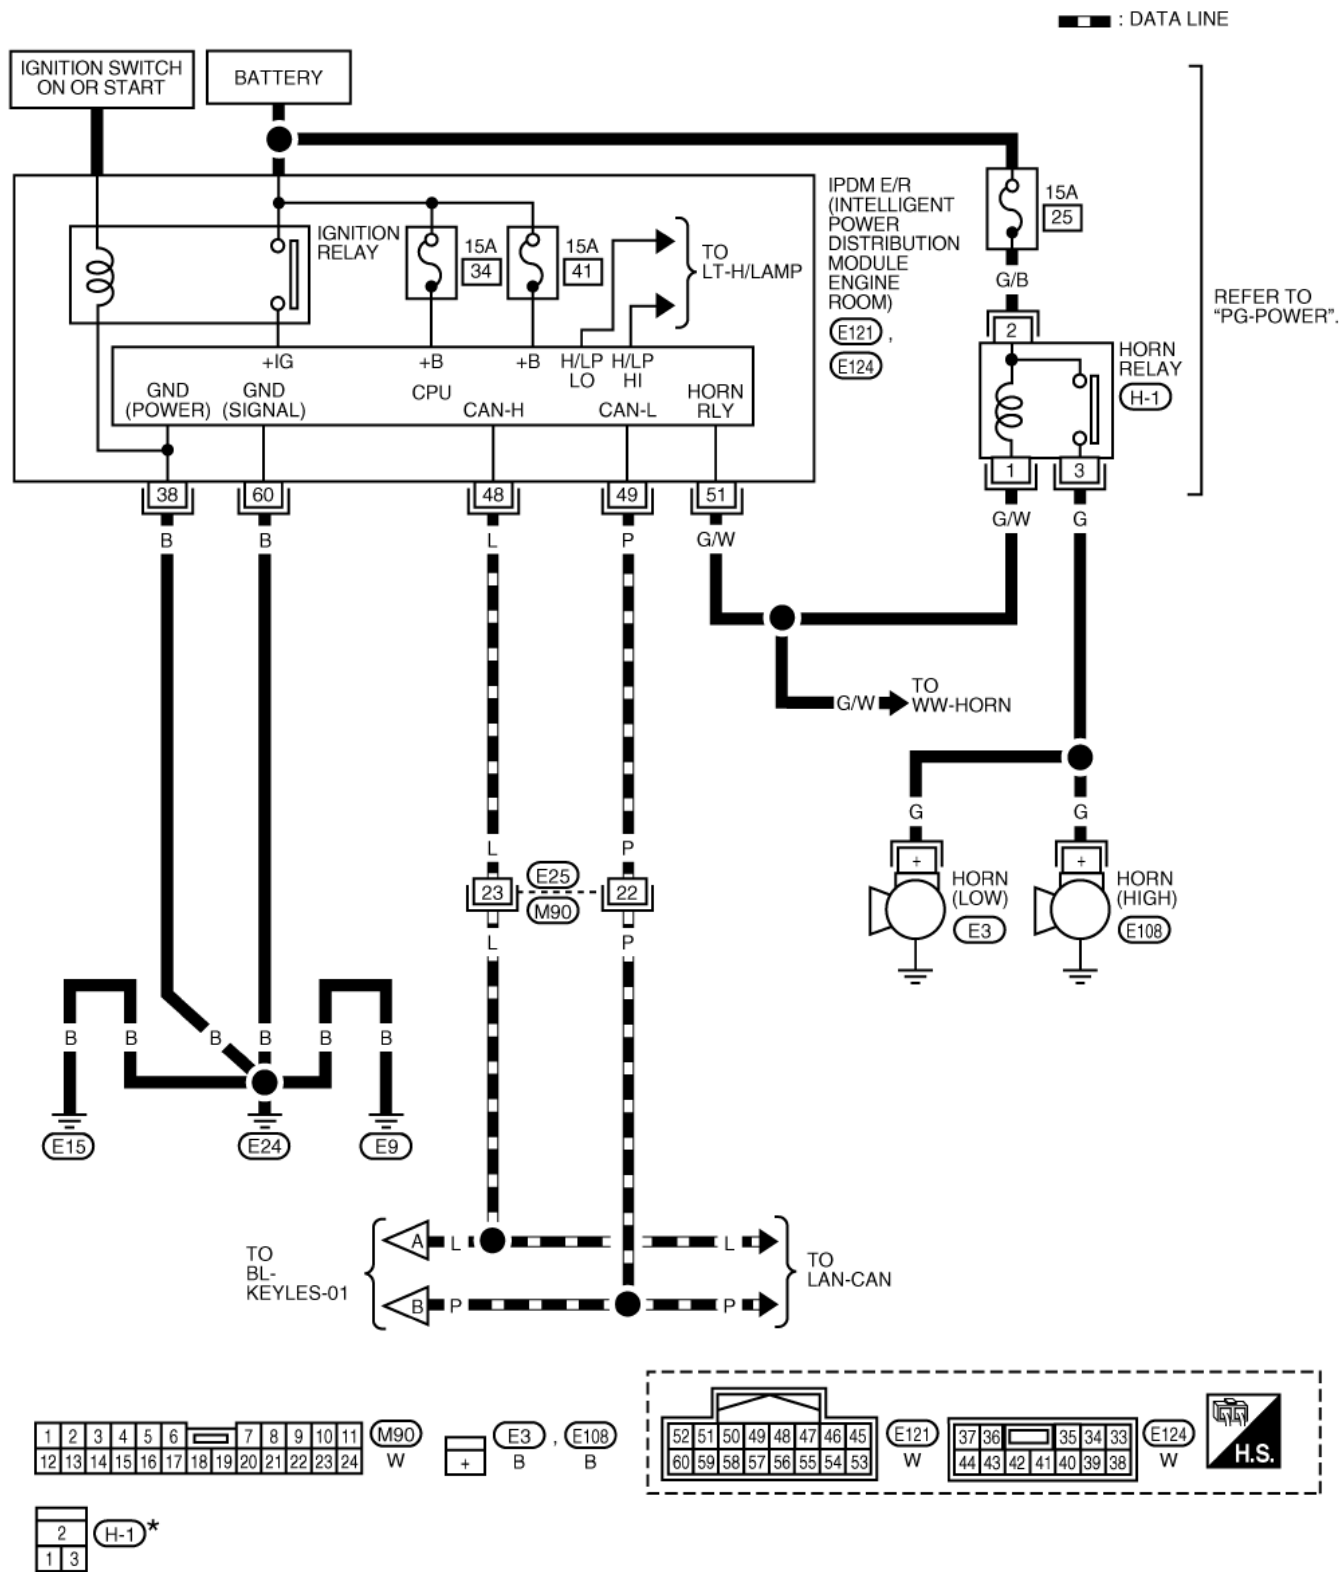 : DATA LINE
IGNITION SWITCH
ON OR START
BATTERY
IPDM E/R
(INTELLIGENT
POWER
DISTRIBUTION
MODULE
ENGINE
ROOM)
E121 ,
E124
15A
25
G/B
2
REFER TO
"PG-POWER".
HORN
RELAY
H-1
IGNITION
RELAY
15A
34
15A
41
TO
LT-H/LAMP
+IG
+B
+B
H/LP
LO
H/LP
HI
GND
(POWER)
GND
(SIGNAL)
CPU
CAN-H
CAN-L
HORN
RLY
1
3
38
60
48
49
51
G/W
G
B
B
L
P
G/W
G/W
TO
WW-HORN
G
G
L
P
+
+
23
E25
M90
22
HORN
(LOW)
E3
HORN
(HIGH)
E108
L
P
B
B
B
B
B
B
E15
E24
E9
TO
BL-
KEYLES-01
A
L
L
B
P
P
TO
LAN-CAN
1 2 3 4 5 6 7 8 9 10 11
12 13 14 15 16 17 18 19 20 21 22 23 24
M90
W
+
E3 , E108
B B
52 51 50 49 48 47 46 45
60 59 58 57 56 55 54 53
E121
W
37 36 35 34 33
44 43 42 41 40 39 38
E124
W
H.S.
2
1 3
H-1*